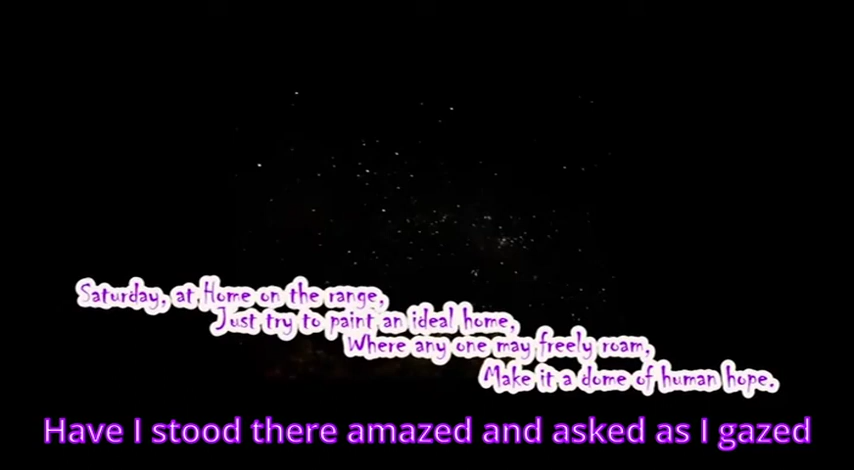 Saturday, at Home on the range,
Just try to paint an ideal home,
Where any one may freely roam,
Make it a dome of human hope.
Have I stood there amazed and asked as I gazed